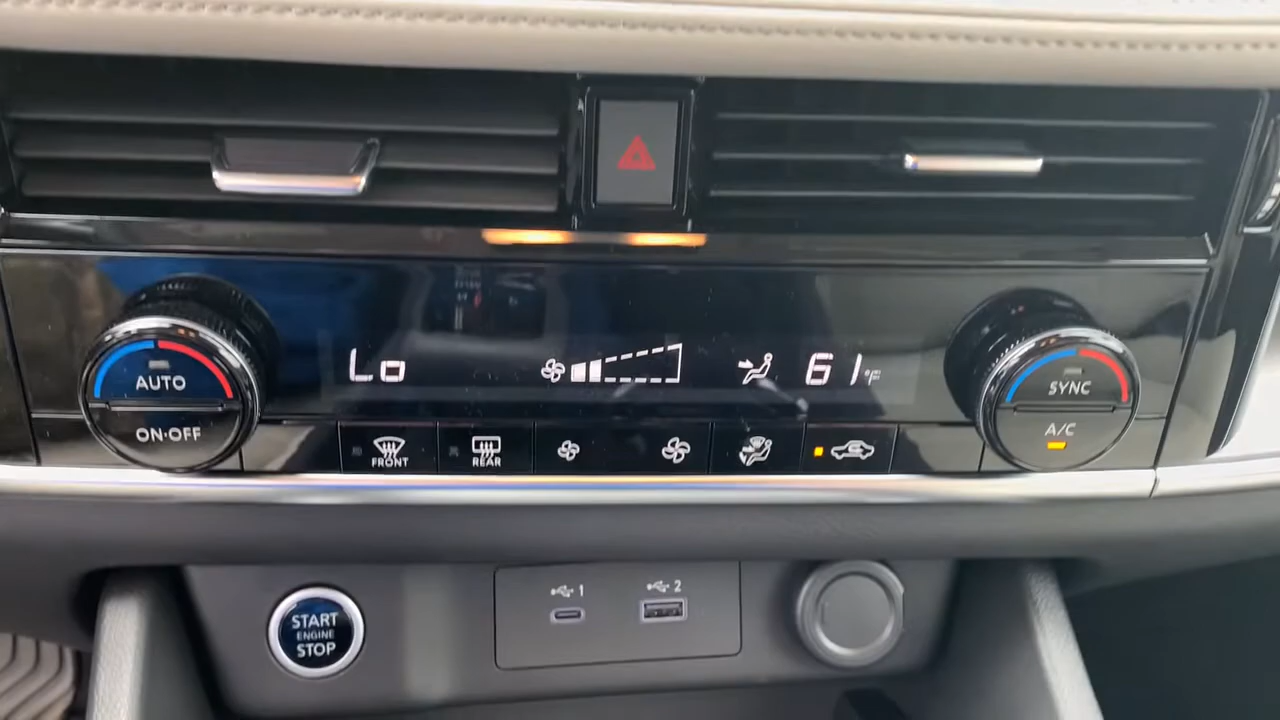 AUTO
ON·OFF
Lo
61°F
SYNC
A/C
FRONT
REAR
START
ENGINE
STOP
1
2